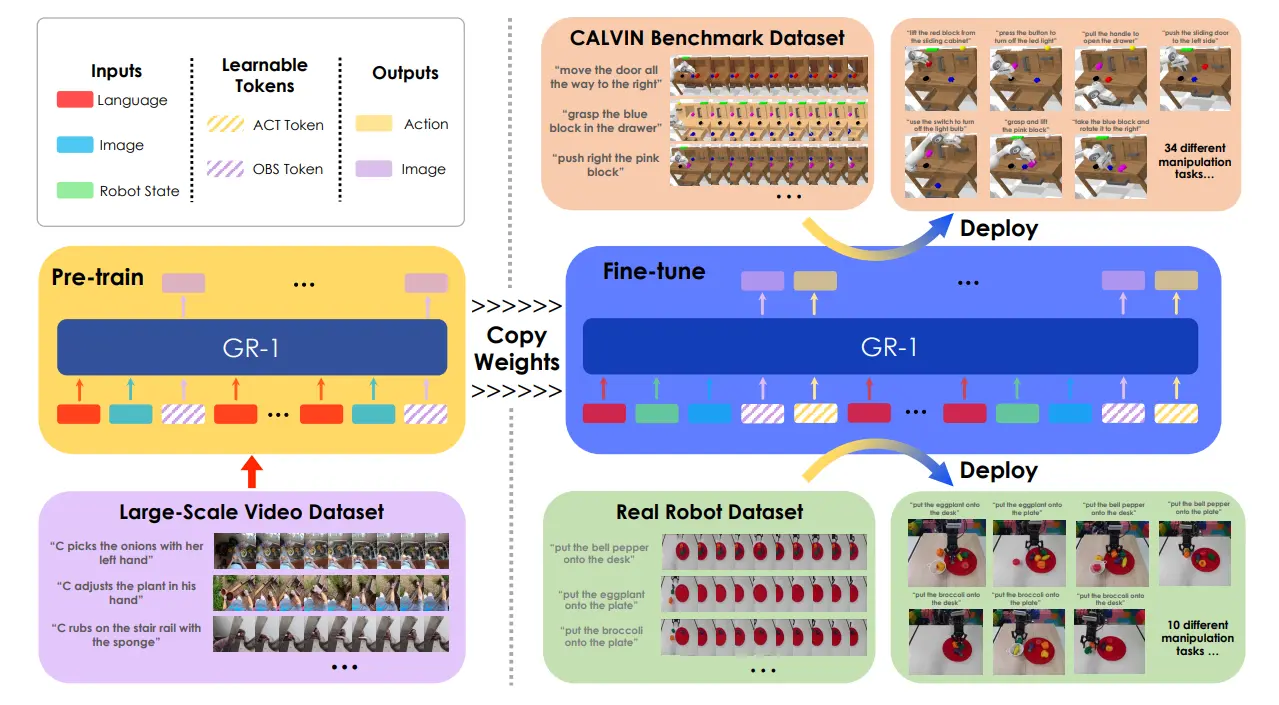 Inputs
Language
Image
Robot State
Learnable
Tokens
ACT Token
OBS Token
Outputs
Action
Image
CALVIN Benchmark Dataset
“move the door all
the way to the right”
“grasp the blue
block in the drawer”
“push right the pink
block”
...
“lift the red block from
the sliding cabinet”
“press the button to
turn off the led light”
“pull the handle to
open the drawer”
“push the sliding door
to the left side”
“use the switch to turn
off the light bulb”
“grasp and lift
the pink block”
“take the blue block and
rotate it to the right”
34 different
manipulation
tasks...
Deploy
Pre-train
...
GR-1
...
>>>>>>
Copy
Weights
>>>>>>
Fine-tune
...
GR-1
...
Deploy
Large-Scale Video Dataset
“C picks the onions with her
left hand”
“C adjusts the plant in his
hand”
“C rubs on the stair rail with
the sponge”
...
Real Robot Dataset
“put the bell pepper
onto the desk”
“put the eggplant
onto the plate”
“put the broccoli
onto the plate”
...
“put the eggplant onto
the desk”
“put the eggplant onto
the plate”
“put the bell pepper
onto the desk”
“put the bell pepper
onto the plate”
“put the broccoli onto
the desk”
“put the broccoli onto
the plate”
“put the broccoli onto
the desk”
10 different
manipulation
tasks ...